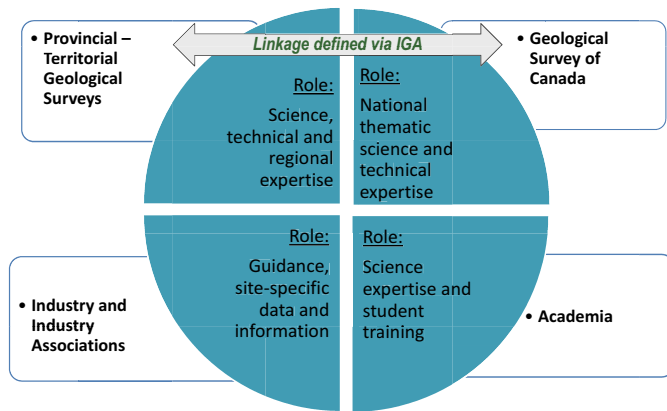 • Provincial –
Territorial
Geological
Surveys
Linkage defined via IGA
• Geological
Survey of
Canada
Role:
Science,
technical and
regional
expertise
Role:
National
thematic
science and
technical
expertise
• Industry and
Industry
Associations
Role:
Guidance,
site-specific
data and
information
Role:
Science
expertise and
student
training
• Academia